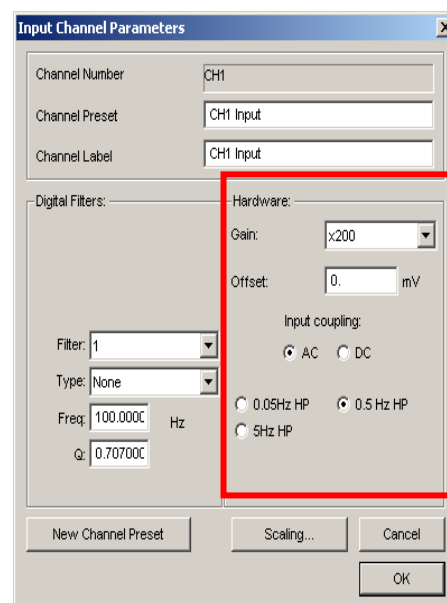 Input Channel Parameters
Channel Number CH1
Channel Preset CH1 Input
Channel Label CH1 Input
Digital Filters:
Filter: 1
Type: None
Freq: 100.000C Hz
Q: 0.70700C
Hardware:
Gain: x200
Offset: 0. mV
Input coupling:
AC DC
0.05Hz HP 0.5 Hz HP
5Hz HP
New Channel Preset Scaling... Cancel
OK